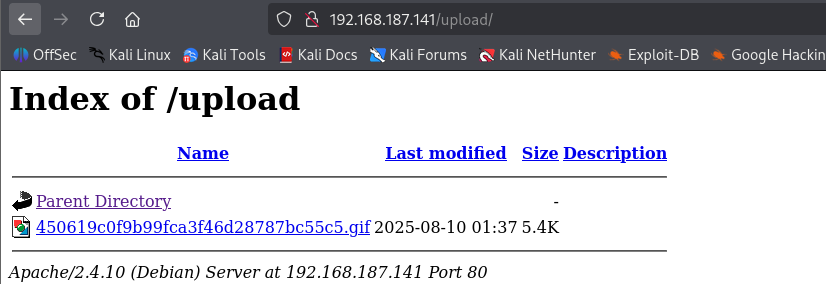 192.168.187.141/upload/
OffSec Kali Linux Kali Tools Kali Docs Kali Forums Kali NetHunter Exploit-DB Google Hackin
Index of /upload
Name Last modified Size Description
Parent Directory -
450619c0f9b99fca3f46d28787bc55c5.gif 2025-08-10 01:37 5.4K
Apache/2.4.10 (Debian) Server at 192.168.187.141 Port 80